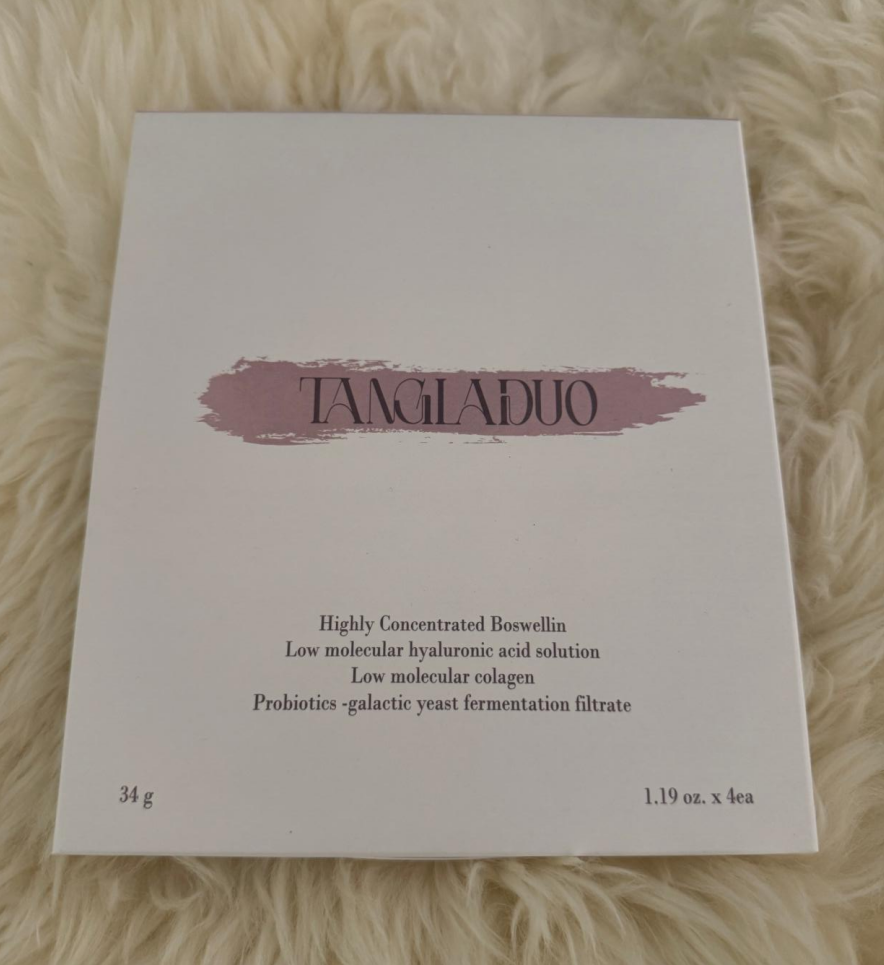 TANGLADUO
Highly Concentrated Boswellin
Low molecular hyaluronic acid solution
Low molecular colagen
Probiotics -galactic yeast fermentation filtrate
34 g
1.19 oz. x 4ea